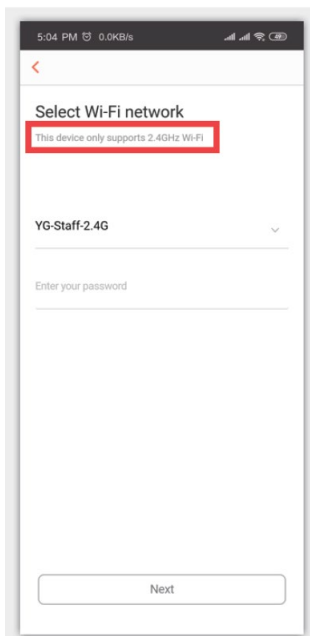 5:04 PM 0.0KB/s
Select Wi-Fi network
This device only supports 2.4GHz Wi-Fi
YG-Staff-2.4G
Enter your password
Next